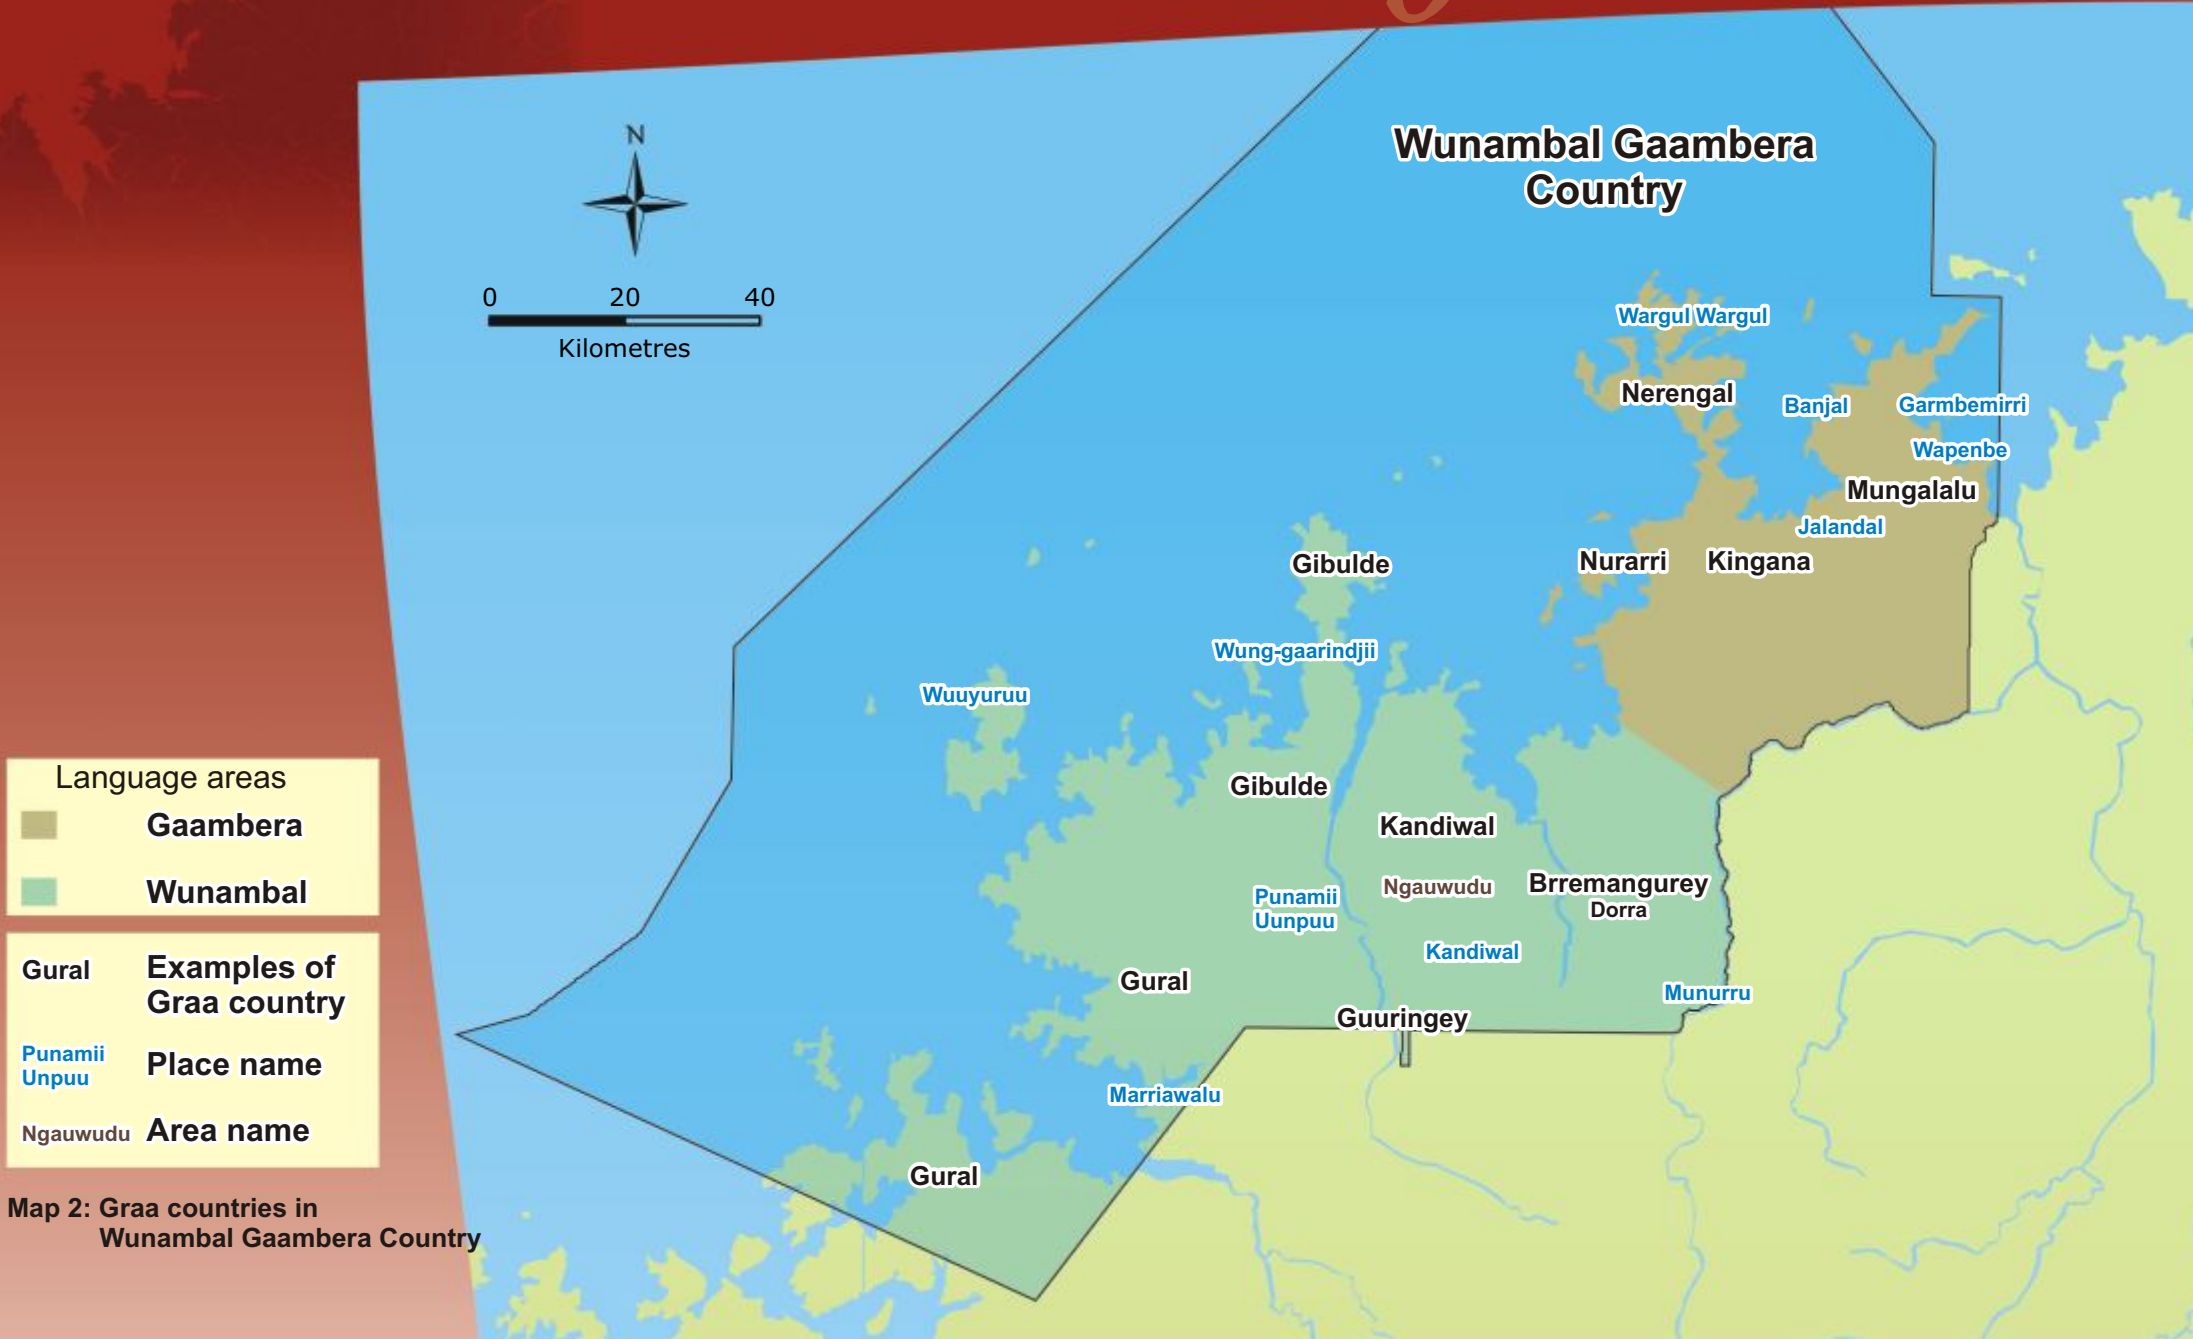 N
0 20 40
Kilometres
Wunambal Gaambera
Country
Wargul Wargul
Nerengal
Banjal
Garmbemirri
Wapenbe
Mungalalu
Jalandal
Nurarri
Kingana
Gibulde
Wung-gaarindjii
Wuuyuruu
Gibulde
Kandiwal
Ngauwudu
Brremangurey
Dorra
Punamii
Uunpuu
Kandiwal
Gural
Munurru
Guuringey
Marriawalu
Gural
Language areas
Gaambera
Wunambal
Gural
Examples of
Graa country
Punamii
Unpuu
Place name
Ngauwudu
Area name
Map 2: Graa countries in
Wunambal Gaambera Country